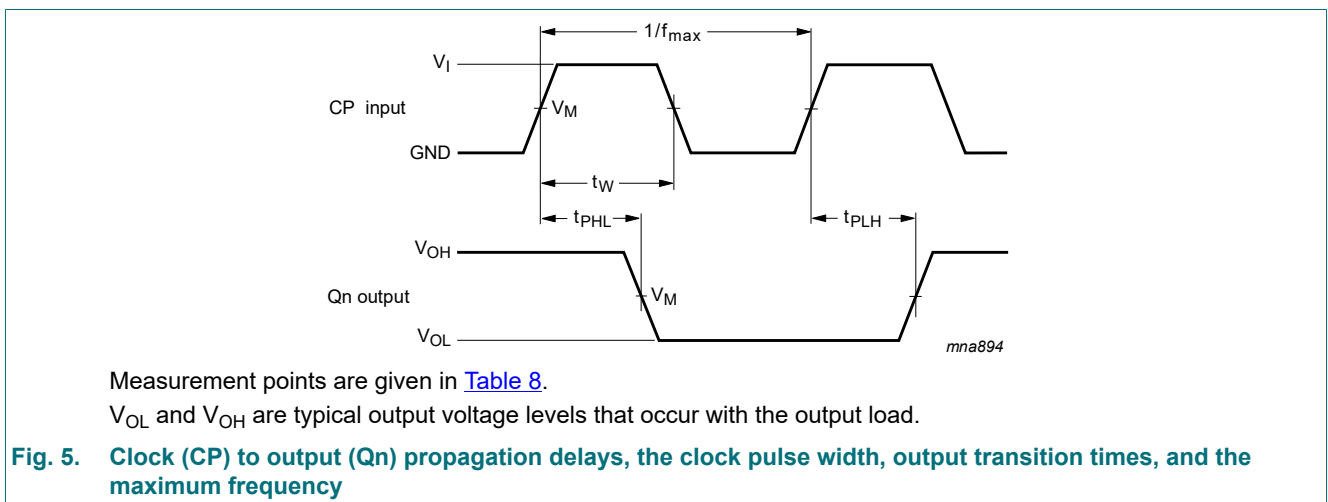 1/fmax
VI
CP input
VM
GND
tW
tPHL
tPLH
VOH
Qn output
VM
VOL
mna894
Measurement points are given in Table 8.
VOL and VOH are typical output voltage levels that occur with the output load.
Fig. 5. Clock (CP) to output (Qn) propagation delays, the clock pulse width, output transition times, and the
maximum frequency